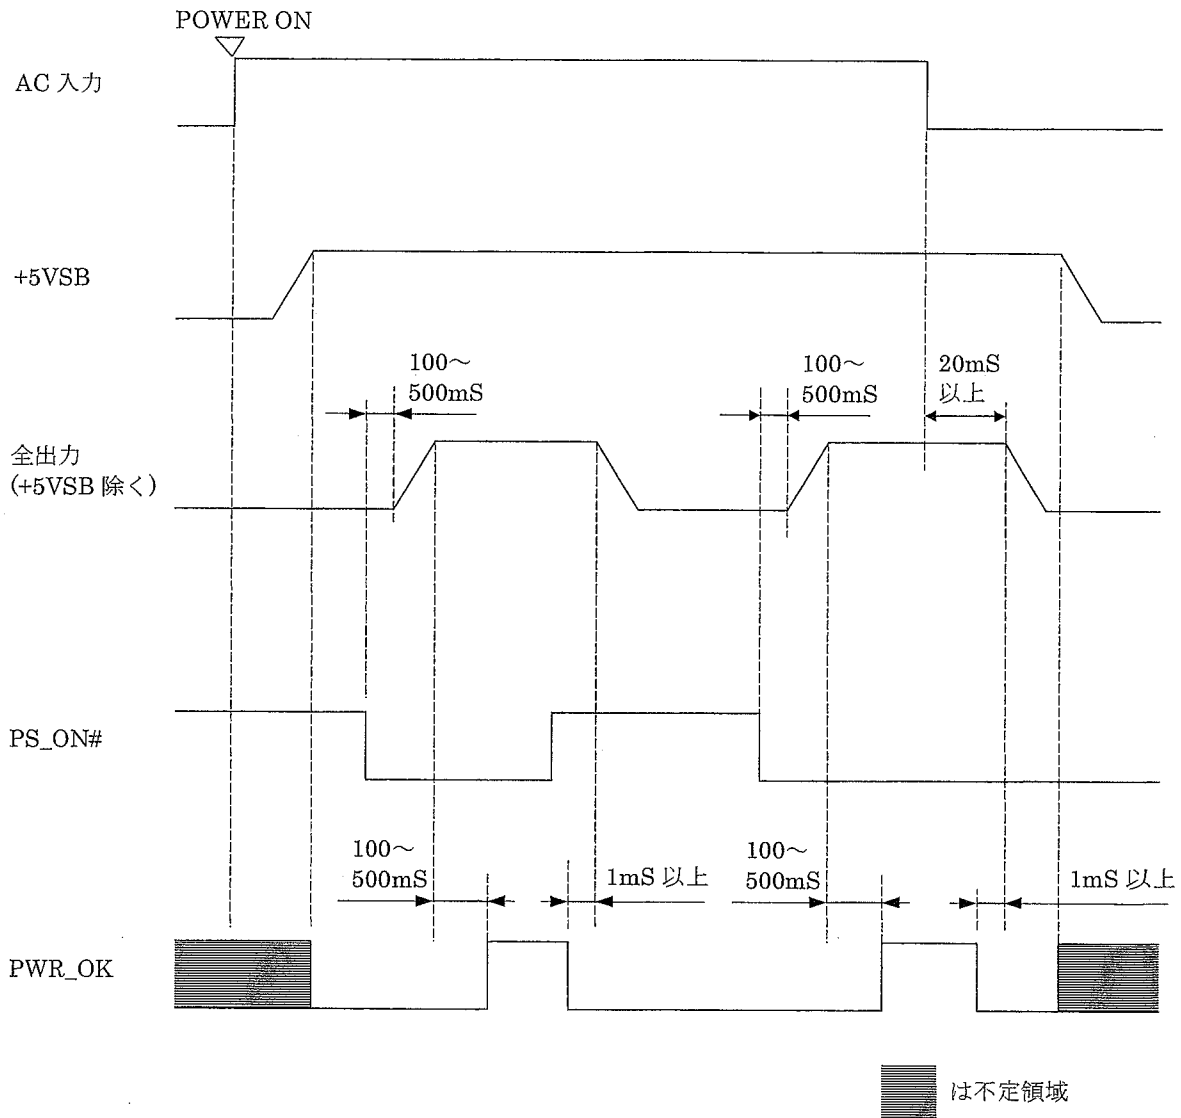 POWER ON
AC 入力
+5VSB
100～
500mS
100～
500mS
20mS
以上
全出力
(+5VSB 除く)
PS_ON#
100～
500mS
1mS 以上
100～
500mS
1mS 以上
PWR_OK
は不定領域